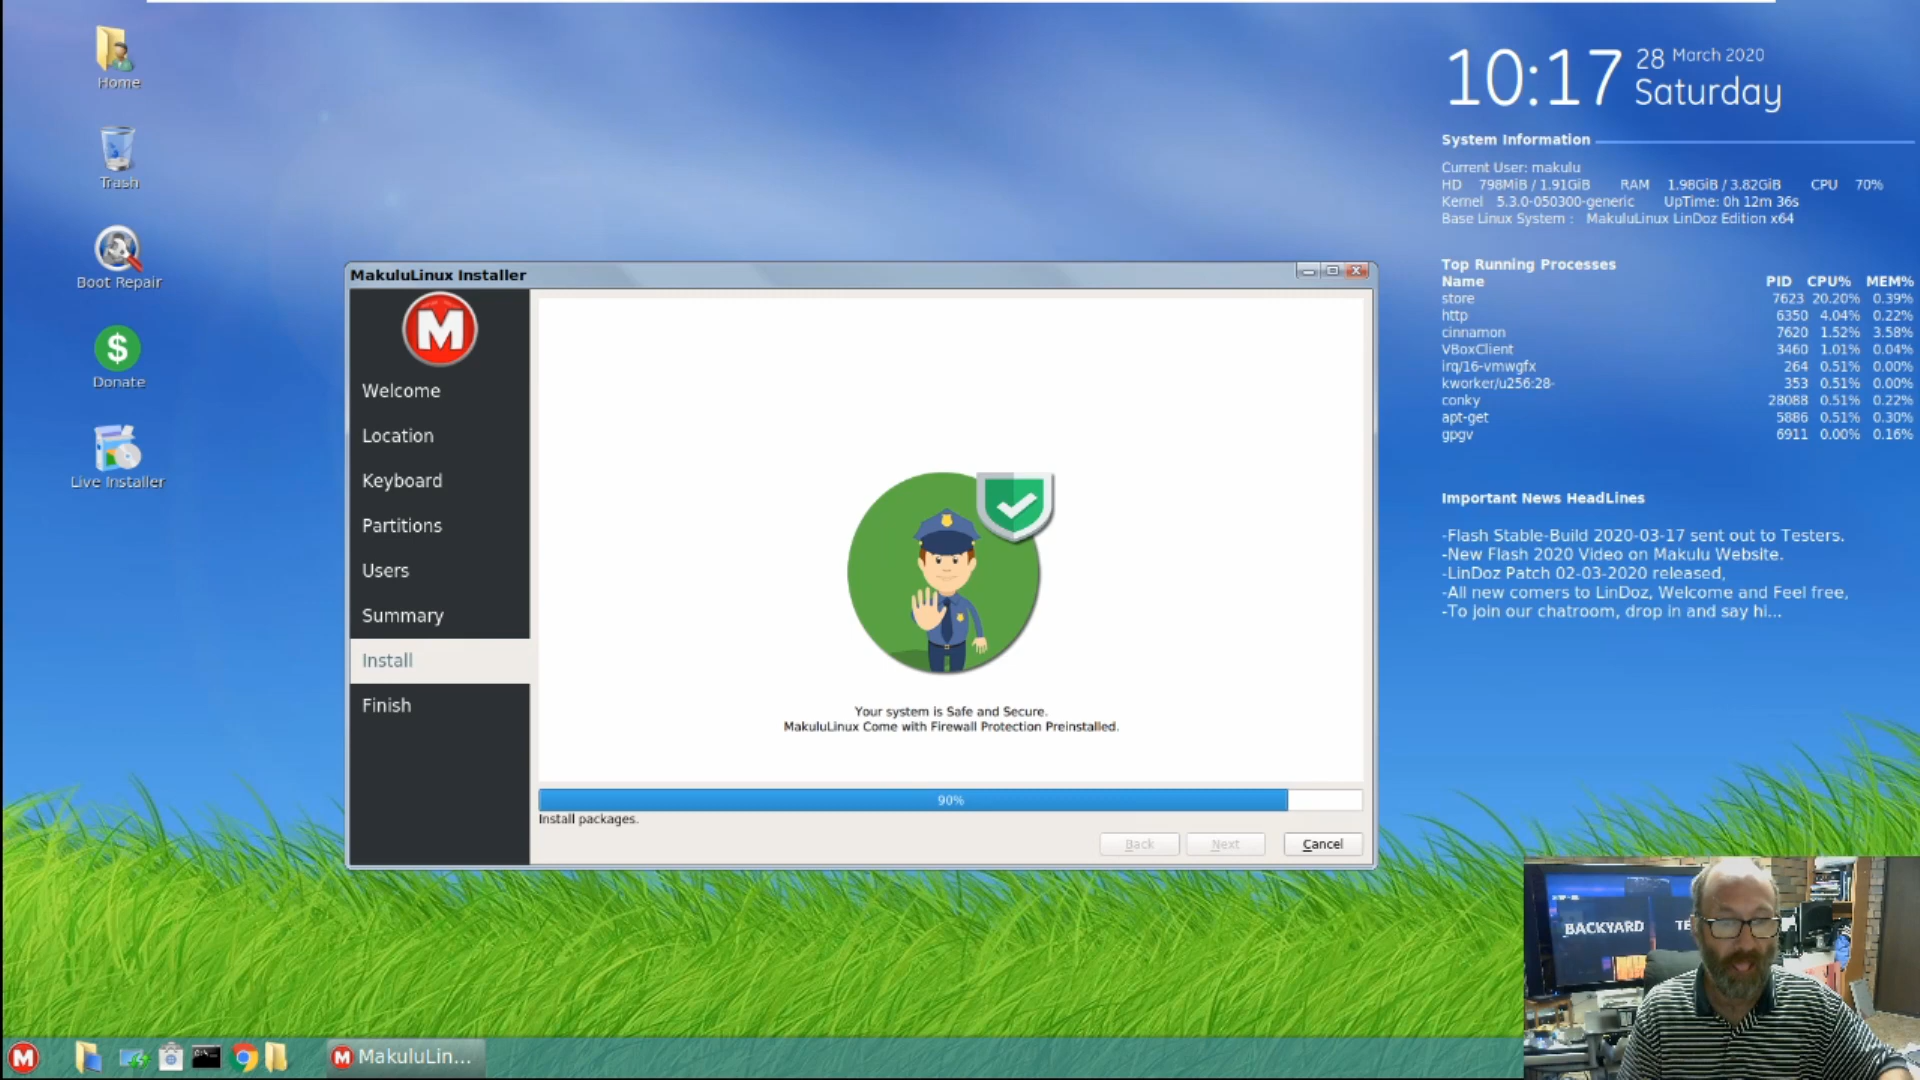 Home
Trash
Boot Repair
Donate
Live Installer
10:17
28 March 2020
Saturday
System Information
Current User: makulu
HD 798MiB / 1.91GiB RAM 1.98GiB / 3.82GiB CPU 70%
Kernel 5.3.0-050300-generic UpTime: 0h 12m 36s
Base Linux System : MakuluLinux LinDoz Edition x64
Top Running Processes
Name PID CPU% MEM%
store 7623 20.20% 0.39%
http 6350 4.04% 0.22%
cinnamon 7620 1.52% 3.58%
VBoxClient 3460 1.01% 0.04%
irq/16-vmwgfx 264 0.51% 0.00%
kworker/u256:28- 353 0.51% 0.00%
conky 28088 0.51% 0.22%
apt-get 5886 0.51% 0.30%
gpgv 6911 0.00% 0.16%
Important News HeadLines
-Flash Stable-Build 2020-03-17 sent out to Testers.
-New Flash 2020 Video on Makulu Website.
-LinDoz Patch 02-03-2020 released,
-All new comers to LinDoz, Welcome and Feel free,
-To join our chatroom, drop in and say hi...
MakuluLinux Installer
M
Welcome
Location
Keyboard
Partitions
Users
Summary
Install
Finish
Your system is Safe and Secure.
MakuluLinux Come with Firewall Protection Preinstalled.
90%
Install packages.
Back
Next
Cancel
BACKYARD TE
M
M MakuluLin...